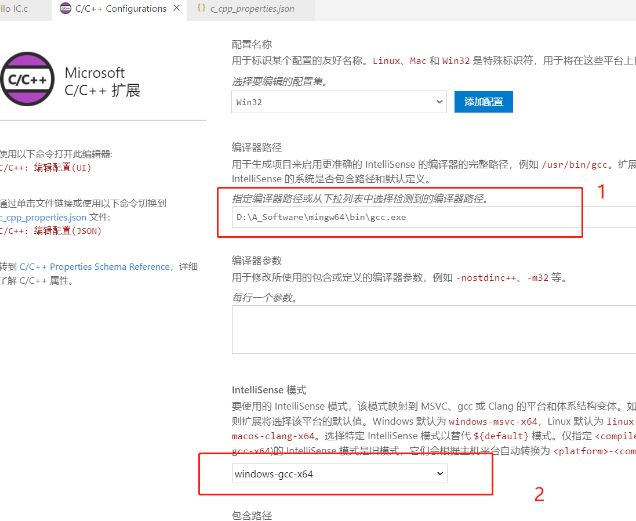 llo IC.c
C/C++ Configurations
c_cpp_properties.json
C/C++
Microsoft
C/C++ 扩展
使用以下命令打开此编辑器:
C/C++: 编辑配置(UI)
通过单击文件链接或使用以下命令切换到
c_cpp_properties.json 文件:
C/C++: 编辑配置(JSON)
转到 C/C++ Properties Schema Reference，详细
了解 C/C++ 属性。
配置名称
用于标识某个配置的友好名称。Linux、Mac 和 Win32 是特殊标识符，用于将在这些平台上
选择要编辑的配置集。
Win32
添加配置
编译器路径
用于生成项目来启用更准确的 IntelliSense 的编译器的完整路径，例如 /usr/bin/gcc。扩展
IntelliSense 的系统是否包含路径和默认定义。
1
指定编译器路径或从下拉列表中选择检测到的编译器路径。
D:\A_Software\mingw64\bin\gcc.exe
编译器参数
用于修改所使用的包含或定义的编译器参数，例如 -nostdinc++、-m32 等。
每行一个参数。
IntelliSense 模式
要使用的 IntelliSense 模式，该模式映射到 MSVC、gcc 或 Clang 的平台和体系结构变体。如
则扩展将选择该平台的默认值。Windows 默认为 windows-msvc-x64，Linux 默认为 linux
macos-clang-x64。选择特定 IntelliSense 模式以替代 ${default} 模式。仅指定 <compile
gcc-x64)的 IntelliSense 模式是旧模式，它们会根据主机平台自动转换为 <platform>-<com
windows-gcc-x64
2
包含路径